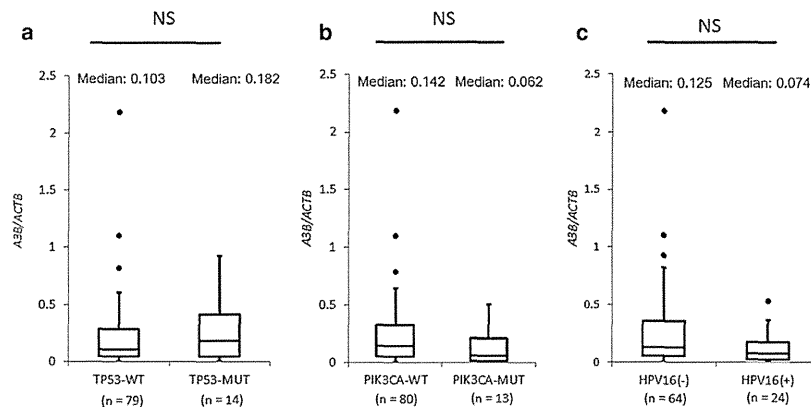 a
NS
Median: 0.103 Median: 0.182
2.5
2
1.5
1
0.5
0
A3B/ACTB
TP53-WT TP53-MUT
(n = 79) (n = 14)
b
NS
Median: 0.142 Median: 0.062
2.5
2
1.5
1
0.5
0
A3B/ACTB
PIK3CA-WT PIK3CA-MUT
(n = 80) (n = 13)
c
NS
Median: 0.125 Median: 0.074
2.5
2
1.5
1
0.5
0
A3B/ACTB
HPV16(-) HPV16(+)
(n = 64) (n = 24)